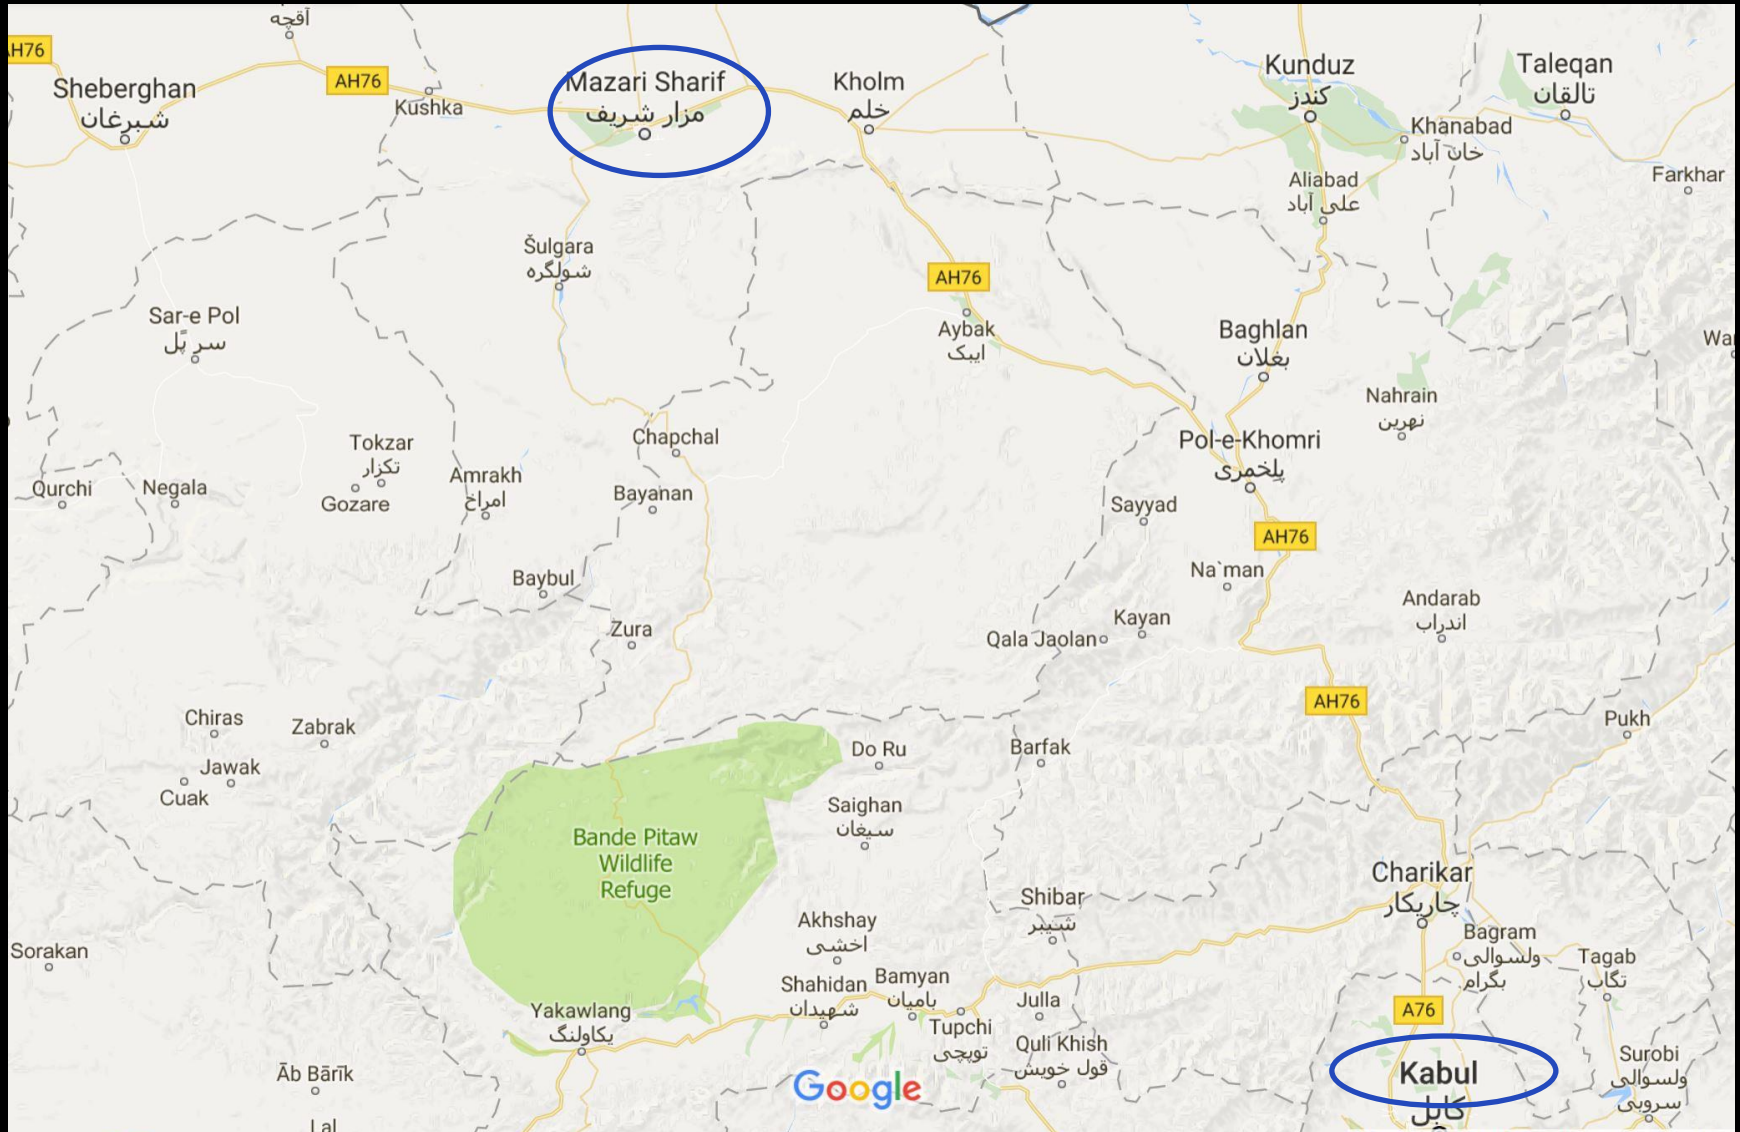 آقچه
AH76
Sheberghan
شبرغان
AH76
Kushka
Mazari Sharif
مزار شریف
Kholm
خلم
Kunduz
کندز
Taleqan
تالقان
Khanabad
خان آباد
Farkhar
Aliabad
علی آباد
Šulgara
شولگره
AH76
Sar-e Pol
سر پل
Aybak
ایبک
Baghlan
بغلان
Nahrain
نهرین
Tokzar
تکزار
Gozare
Chapchal
Pol-e-Khomri
پلخمری
Qurchi
Negala
Amrakh
امراخ
Bayanan
Sayyad
AH76
Baybul
Na`man
Andarab
اندراب
Zura
Kayan
Qala Jaolan
AH76
Chiras
Zabrak
Pukh
Jawak
Cuak
Do Ru
Barfak
Saighan
سیغان
Bande Pitaw
Wildlife
Refuge
Charikar
چاریکار
Shibar
شیبر
Akhshay
اخشی
Sorakan
Bagram
ولسوالی
بگرام
Tagab
تگاب
Shahidan
شهیدان
Bamyan
بامیان
Julla
A76
Yakawlang
یکاولنگ
Tupchi
توپچی
Quli Khish
قول خویش
Āb Bārīk
Google
Kabul
کابل
Surobi
ولسوالی
سروبی
Lal